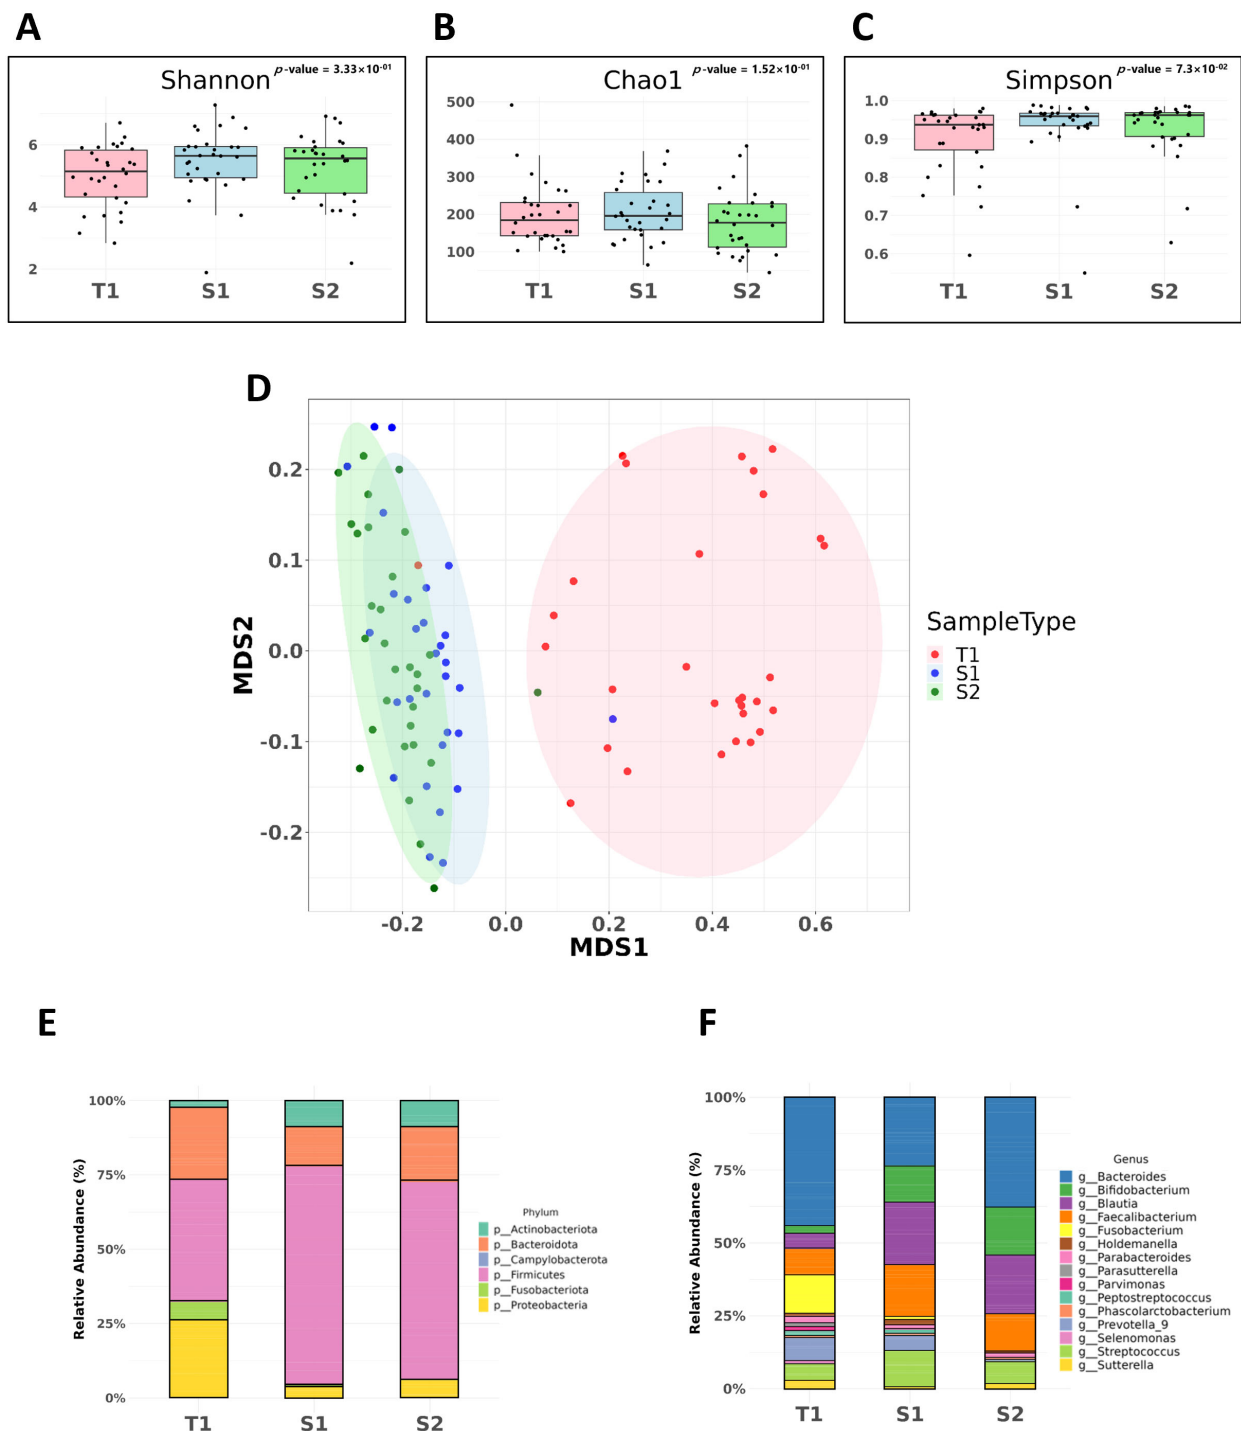 A
B
C
Shannon
p-value = 3.33×10-01
6
4
2
T1
S1
S2
Chao1
p-value = 1.52×10-01
500
400
300
200
100
T1
S1
S2
Simpson
p-value = 7.3×10-02
1.0
0.9
0.8
0.7
0.6
T1
S1
S2
D
MDS2
0.2
0.1
0.0
-0.1
-0.2
-0.2
0.0
0.2
0.4
0.6
MDS1
SampleType
T1
S1
S2
E
Relative Abundance (%)
100%
75%
50%
25%
0%
T1
S1
S2
Phylum
p__Actinobacteriota
p__Bacteroidota
p__Campylobacterota
p__Firmicutes
p__Fusobacteriota
p__Proteobacteria
F
Relative Abundance (%)
100%
75%
50%
25%
0%
T1
S1
S2
Genus
g__Bacteroides
g__Bifidobacterium
g__Blautia
g__Faecalibacterium
g__Fusobacterium
g__Holdemanella
g__Parabacteroides
g__Parasutterella
g__Parvimonas
g__Peptostreptococcus
g__Phascolarctobacterium
g__Prevotella_9
g__Selenomonas
g__Streptococcus
g__Sutterella